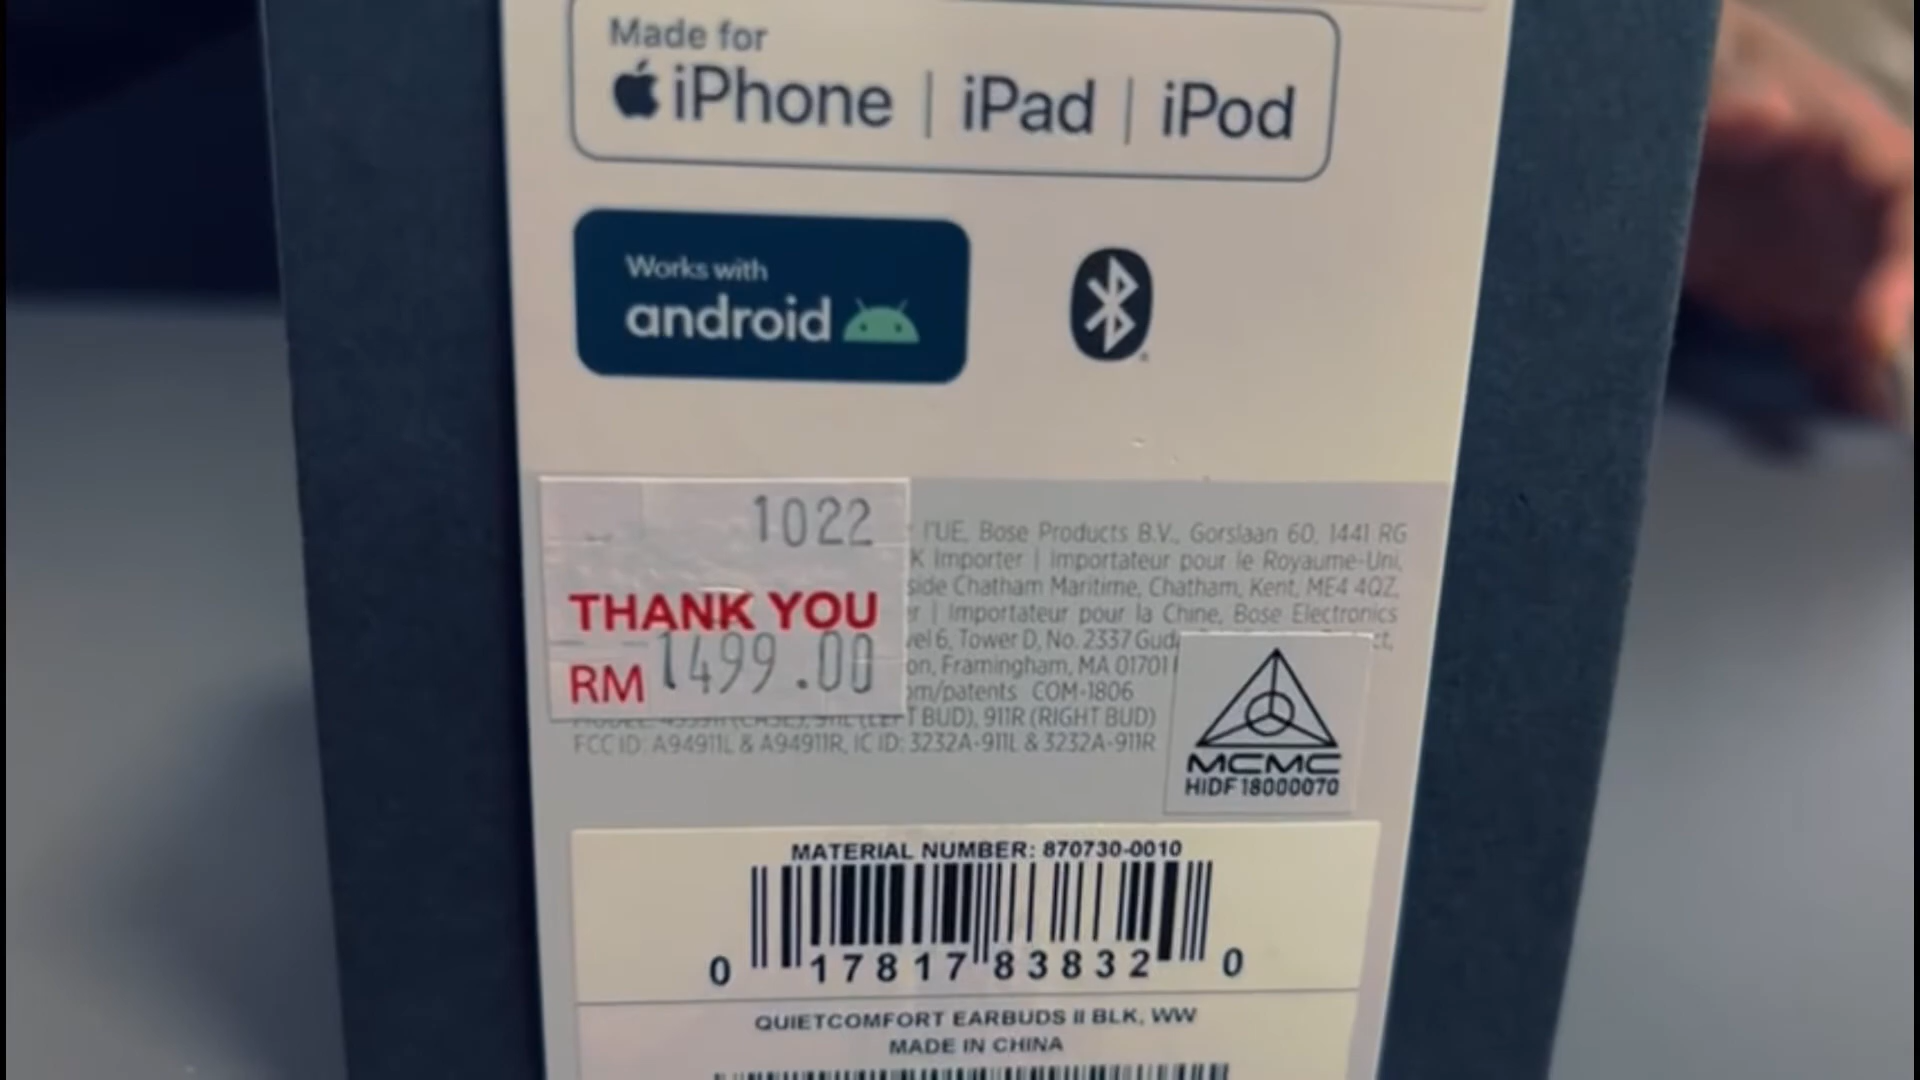 Made for
iPhone | iPad | iPod
Works with
android
1022
THANK YOU
RM 1499.00
UE, Bose Products B.V., Gorslaan 60, 1441 RG
K Importer | Importateur pour le Royaume-Uni,
side Chatham Maritime, Chatham, Kent, ME4 4QZ,
r | Importateur pour la Chine, Bose Electronics
vel 6, Tower D, No. 2337 Gud
ct,
on, Framingham, MA 01701
om/patents COM-1806
(LEFT BUD), 911R (RIGHT BUD)
FCC ID: A94911L & A94911R, IC ID: 3232A-911L & 3232A-911R
MCMC
HIDF18000070
MATERIAL NUMBER: 870730-0010
0 17817 83832 0
QUIETCOMFORT EARBUDS II BLK, WW
MADE IN CHINA